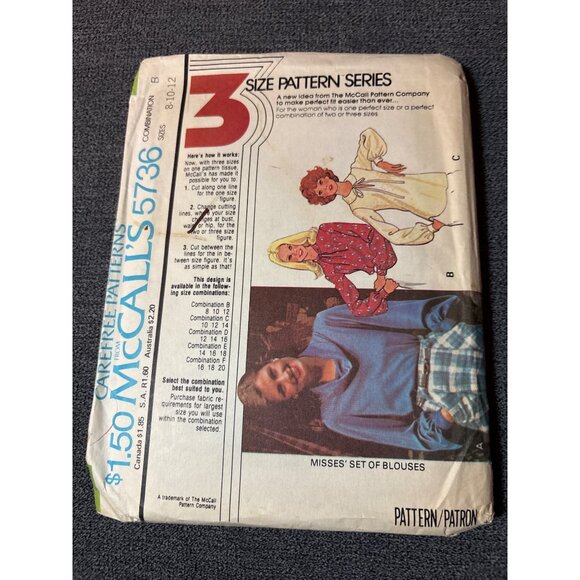 CAREFREE PATTERNS
$1.50 FROM McCALL'S 5736 COMBINATION B
SIZES 8-10-12
Canada $1.85 S.A. R1.60 Australia $2.20
3 SIZE PATTERN SERIES
A new idea from The McCall Pattern Company
to make perfect fit easier than ever...
For the woman who is one perfect size or a perfect
combination of two or three sizes
Here's how it works:
Now, with three sizes on
one pattern tissue,
McCall's has made it
possible for you to:
1. Cut along one line
for the one size
figure.
2. Change cutting
lines, when your size
changes at bust,
waist or hip, for the
two or three size
figure.
3. Cut between the
lines for the in be-
tween size figure. It's
as simple as that!
This design is
available in the follow-
ing size combinations:
Combination B
8 10 12
Combination C
10 12 14
Combination D
12 14 16
Combination E
14 16 18
Combination F
16 18 20
Select the combination
best suited to you.
Purchase fabric re-
quirements for largest
size you will use
within the combination
selected.
A trademark of The McCall
Pattern Company
C
B
A
MISSES' SET OF BLOUSES
PATTERN/PATRON